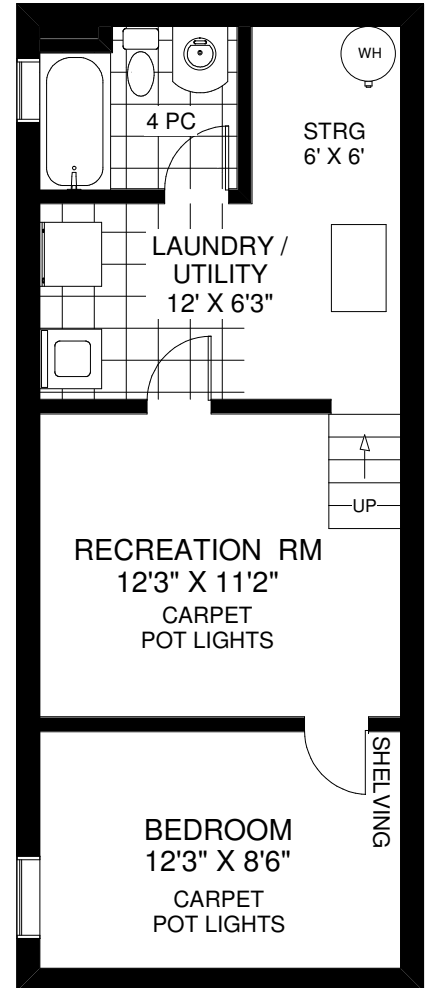 WH
4 PC
STRG
6' X 6'
LAUNDRY /
UTILITY
12' X 6'3"
UP
RECREATION RM
12'3" X 11'2"
CARPET
POT LIGHTS
SHELVING
BEDROOM
12'3" X 8'6"
CARPET
POT LIGHTS